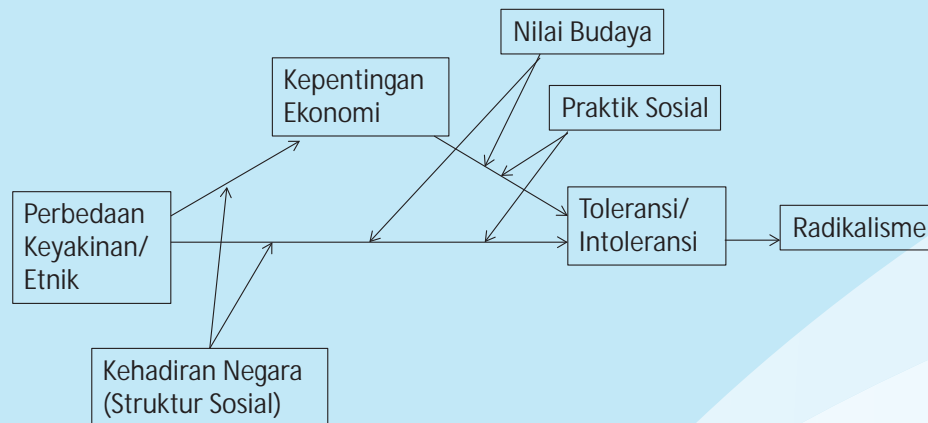 Nilai Budaya
Kepentingan
Ekonomi
Praktik Sosial
Perbedaan
Keyakinan/
Etnik
Toleransi/
Intoleransi
Radikalisme
Kehadiran Negara
(Struktur Sosial)